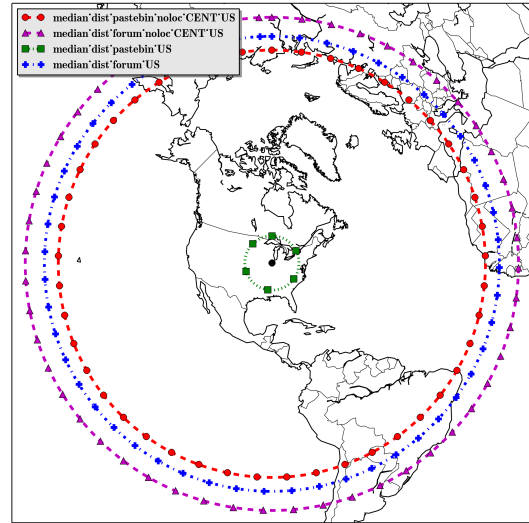 median˙dist˙pastebin˙noloc˙CENT˙US
median˙dist˙forum˙noloc˙CENT˙US
median˙dist˙pastebin˙US
median˙dist˙forum˙US